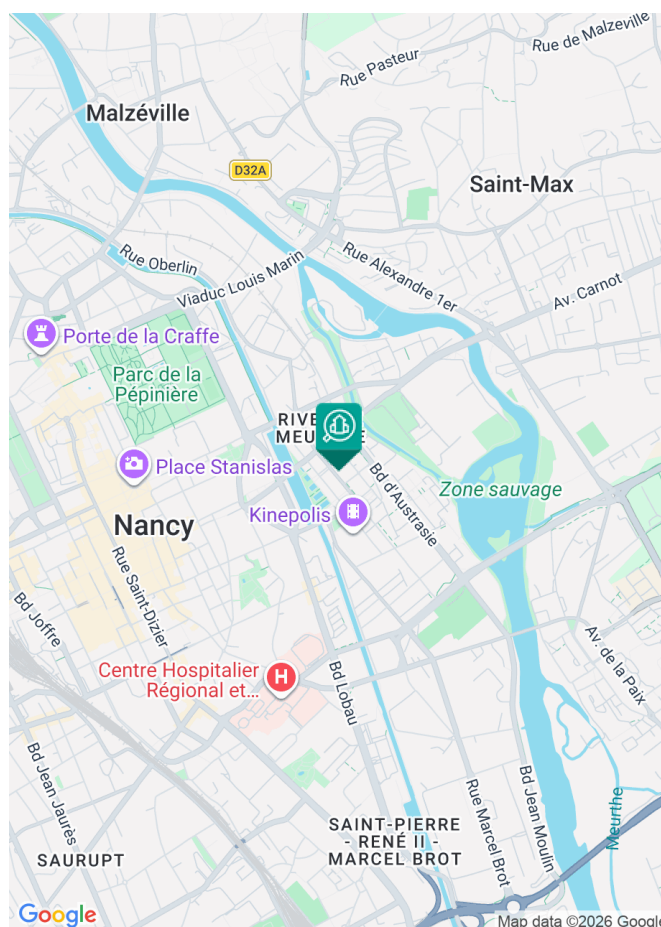 Rue de Malzeville
Rue Pasteur
Malzéville
D32A
Saint-Max
Rue Oberlin
Rue Alexandre 1er
Viaduc Louis Marin
Av. Carnot
Porte de la Craffe
Parc de la
Pépinière
Place Stanislas
Kinepolis
Bd d'Austrasie
Zone sauvage
Nancy
Rue Saint-Dizier
Bd Joffre
Centre Hospitalier
Régional et...
H
Bd Lobau
Av. de la Paix
Bd Jean Jaurès
Rue Marcel Brot
Bd Jean Moulin
Meurthe
SAINT-PIERRE
- RENÉ II -
MARCEL BROT
SAURUPT
Google
Map data ©2026 Google